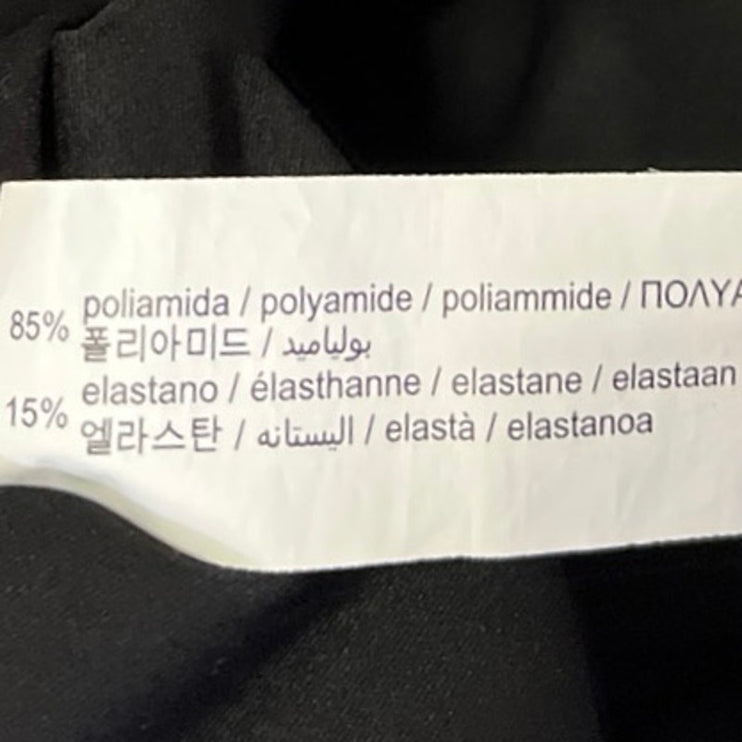 85% poliamida / polyamide / poliammide / ΠΟΛΥΑ
폴리아미드 / بولياميد
15% elastano / élasthanne / elastane / elastaan
엘라스탄 / اليستانه / elastà / elastanoa